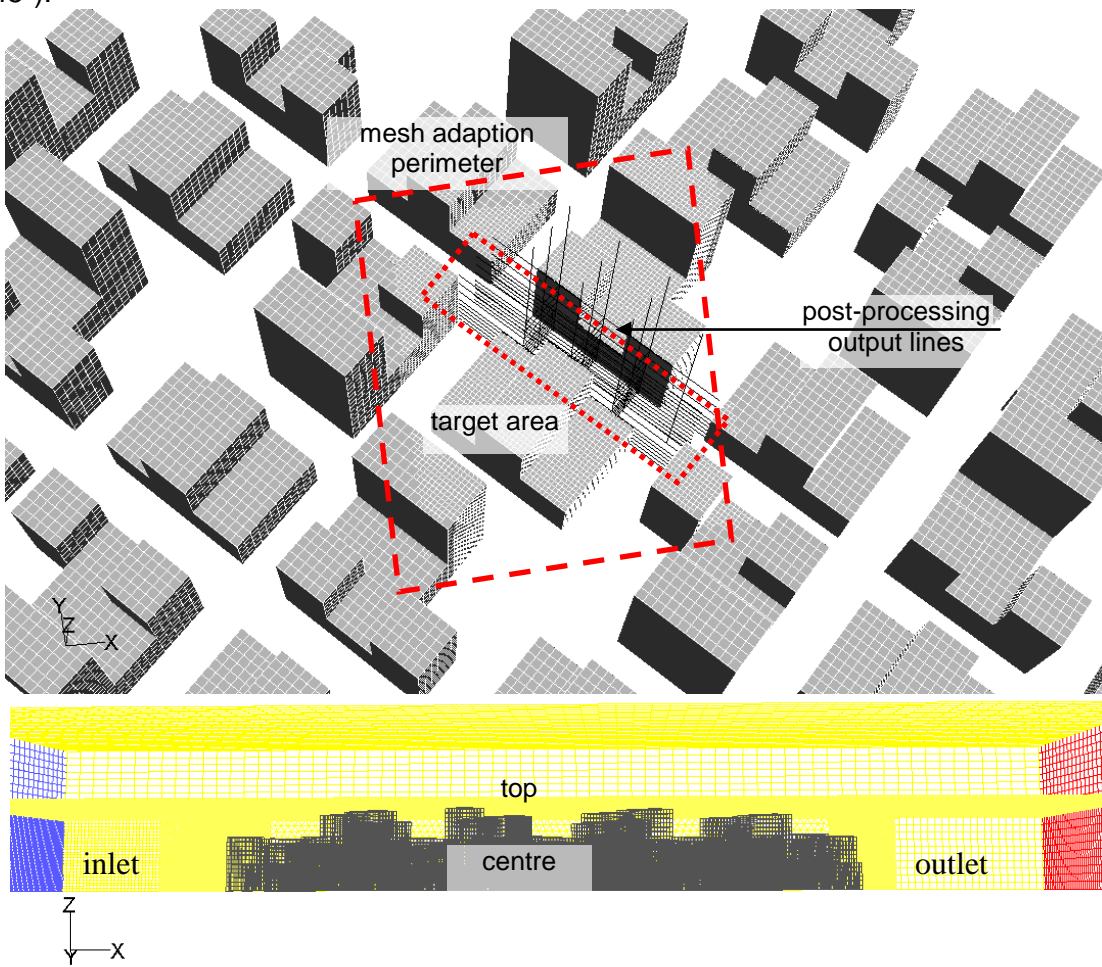 mesh adaption
perimeter
post-processing
output lines
target area
Y
Z
X
top
inlet
centre
outlet
Z
Y
X